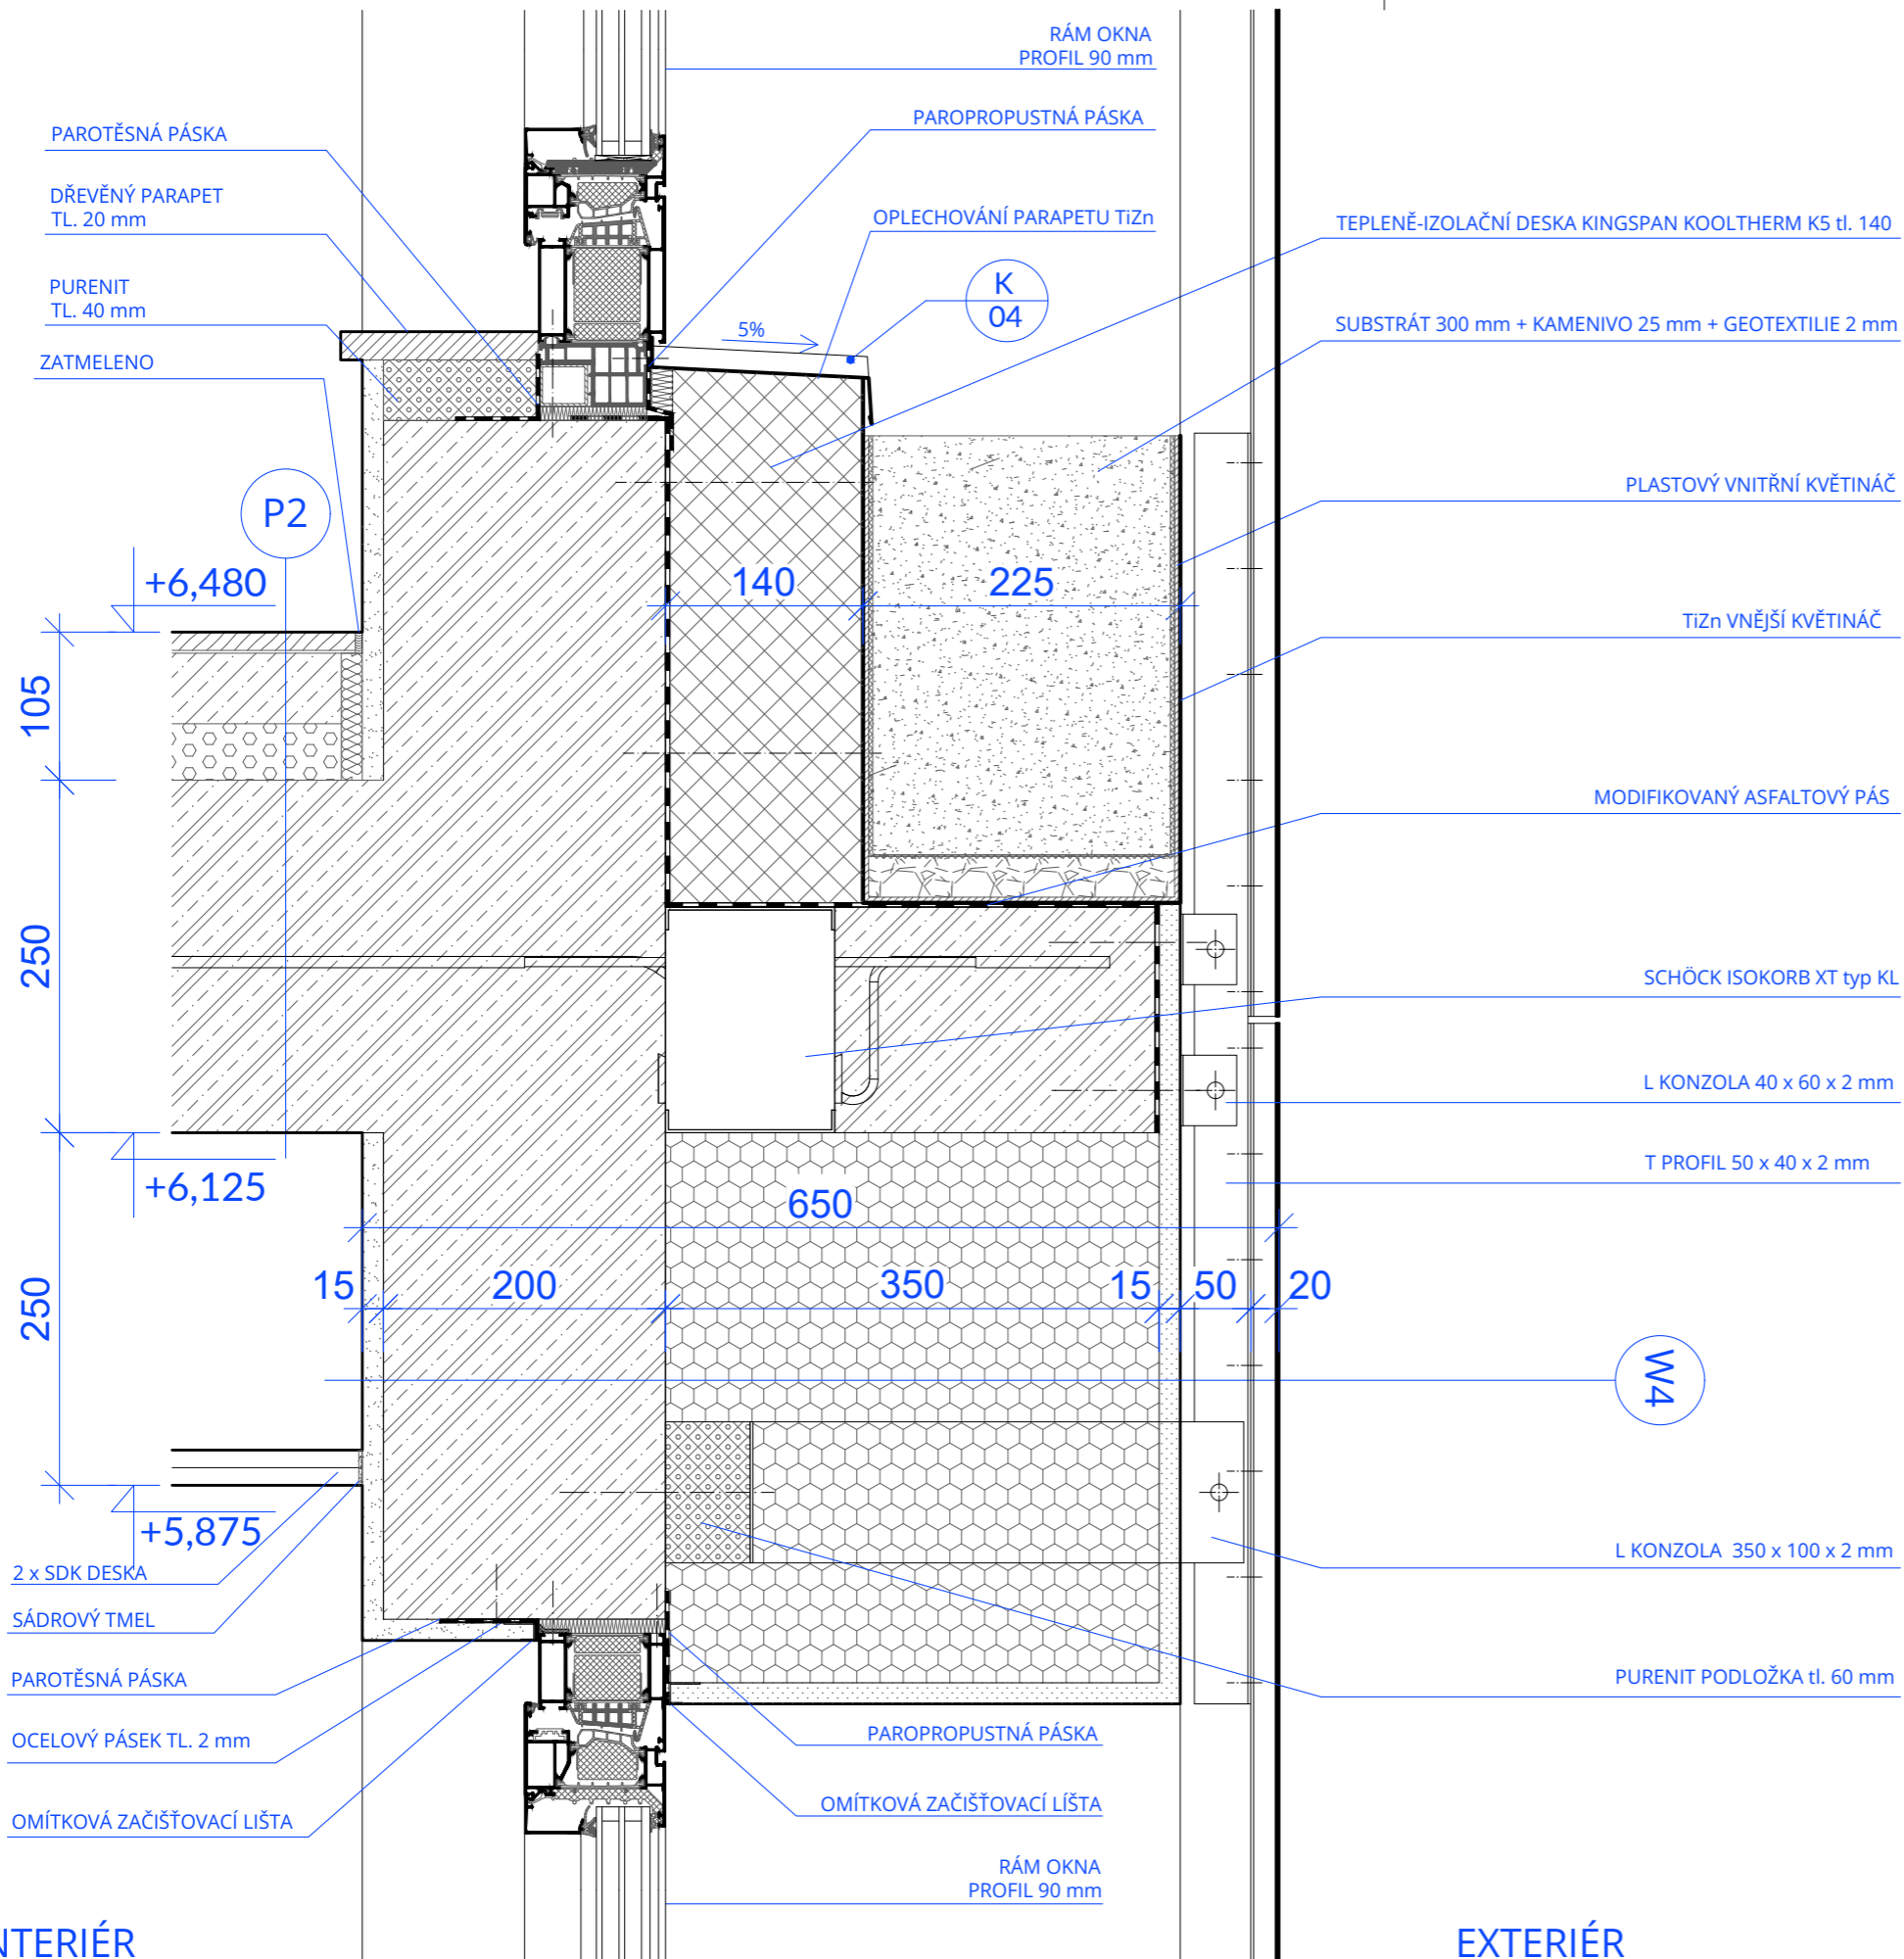 RÁM OKNA
PROFIL 90 mm
PAROTĚSNÁ PÁSKA
PAROPROPUSTNÁ PÁSKA
DŘEVĚNÝ PARAPET
TL. 20 mm
OPLECHOVÁNÍ PARAPETU TiZn
TEPLENĚ-IZOLAČNÍ DESKA KINGSPAN KOOLTHERM K5 tl. 140
PURENIT
TL. 40 mm
K
04
5%
SUBSTRÁT 300 mm + KAMENIVO 25 mm + GEOTEXTILIE 2 mm
ZATMELENO
P2
PLASTOVÝ VNITŘNÍ KVĚTINÁČ
+6,480
140
225
TiZn VNĚJŠÍ KVĚTINÁČ
105
MODIFIKOVANÝ ASFALTOVÝ PÁS
250
SCHÖCK ISOKORB XT typ KL
L KONZOLA 40 x 60 x 2 mm
T PROFIL 50 x 40 x 2 mm
+6,125
650
250
15
200
350
15
50
20
W4
+5,875
L KONZOLA 350 x 100 x 2 mm
2 x SDK DESKA
SÁDROVÝ TMEL
PAROTĚSNÁ PÁSKA
PURENIT PODLOŽKA tl. 60 mm
OCELOVÝ PÁSEK TL. 2 mm
PAROPROPUSTNÁ PÁSKA
OMÍTKOVÁ ZAČIŠŤOVACÍ LIŠTA
OMÍTKOVÁ ZAČIŠŤOVACÍ LÍŠTA
RÁM OKNA
PROFIL 90 mm
NTERIÉR
EXTERIÉR